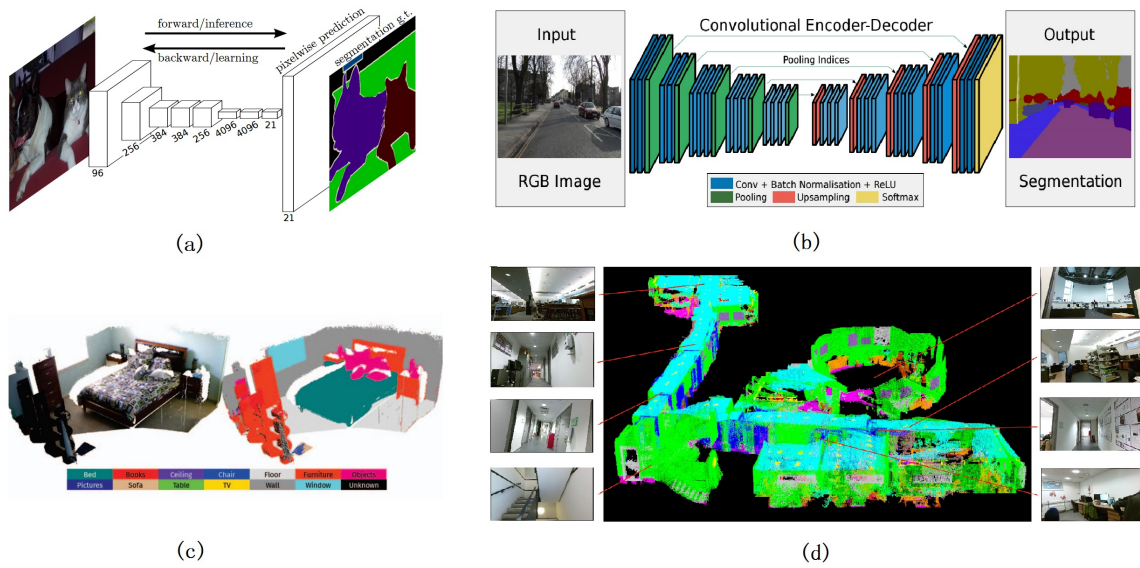 forward/inference
backward/learning
pixelwise prediction
segmentation g.t.
96
256
384
384
256
4096
4096
21
21
(a)
Input
RGB Image
Convolutional Encoder-Decoder
Pooling Indices
Conv + Batch Normalisation + ReLU
Pooling Upsampling Softmax
Output
Segmentation
(b)
Bed Books Ceiling Chair Floor Furniture Objects
Pictures Sofa Table TV Wall Window Unknown
(c)
(d)